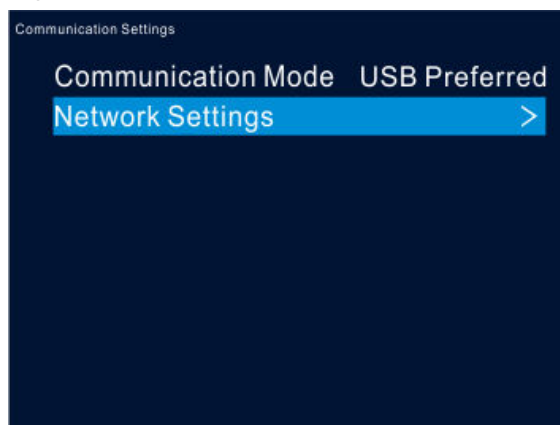 Communication Settings
Communication Mode USB Preferred
Network Settings >